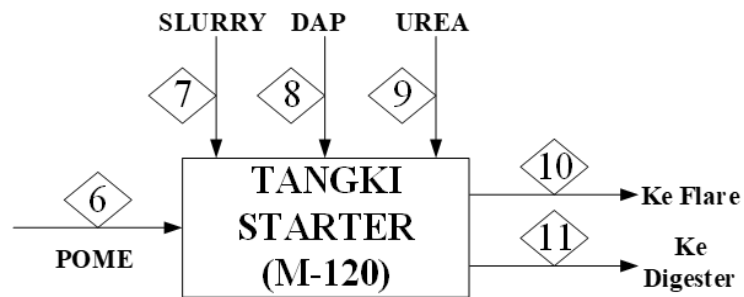 SLURRY DAP UREA
7 8 9
TANGKI
STARTER
(M-120)
6
POME
10
Ke Flare
11
Ke
Digester